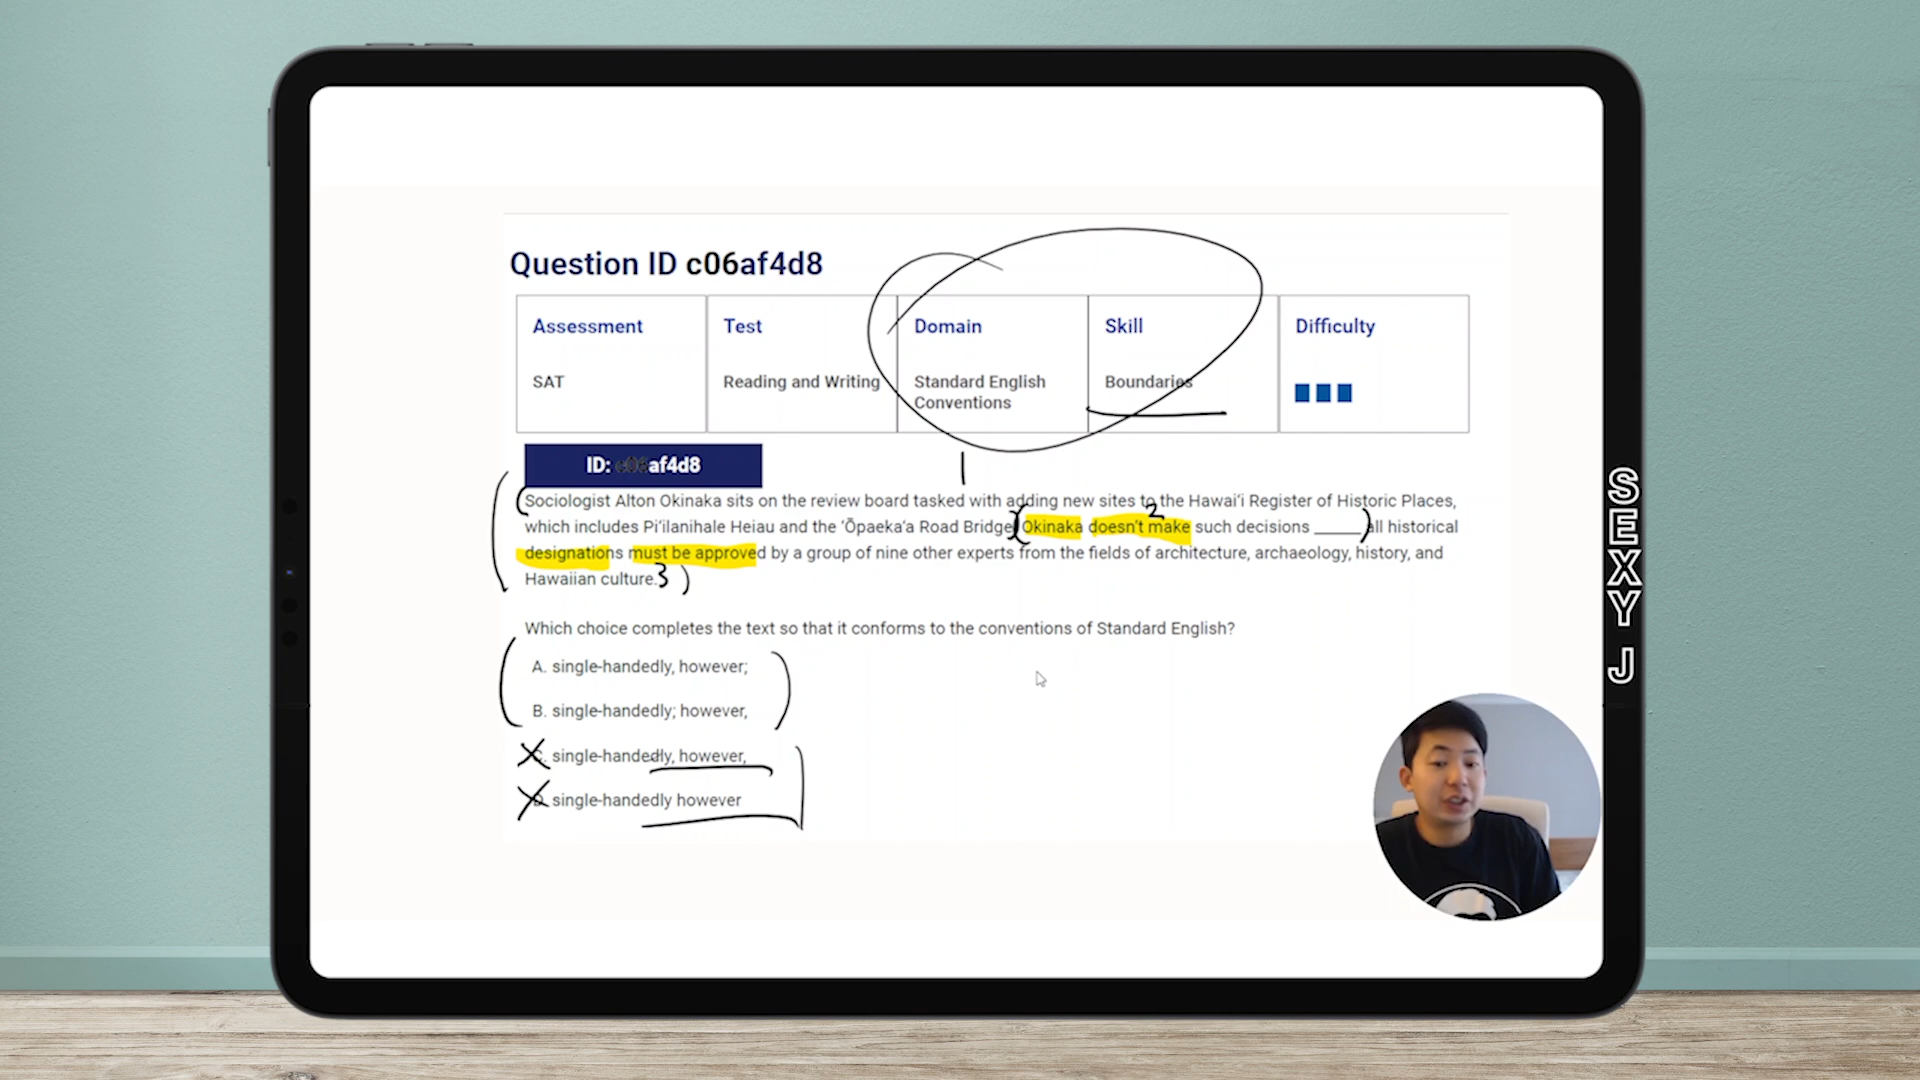 Question ID c06af4d8
Assessment
Test
Domain
Skill
Difficulty
SAT
Reading and Writing
Standard English
Conventions
Boundaries
ID: c06af4d8
1
Sociologist Alton Okinaka sits on the review board tasked with adding new sites to the Hawai‘i Register of Historic Places,
2
which includes Pi‘ilanihale Heiau and the ‘Ōpaeka‘a Road Bridge. Okinaka doesn't make such decisions ______ all historical
designations must be approved by a group of nine other experts from the fields of architecture, archaeology, history, and
Hawaiian culture. 3
Which choice completes the text so that it conforms to the conventions of Standard English?
A. single-handedly, however;
B. single-handedly; however,
C. single-handedly, however,
D. single-handedly however
SEXY J